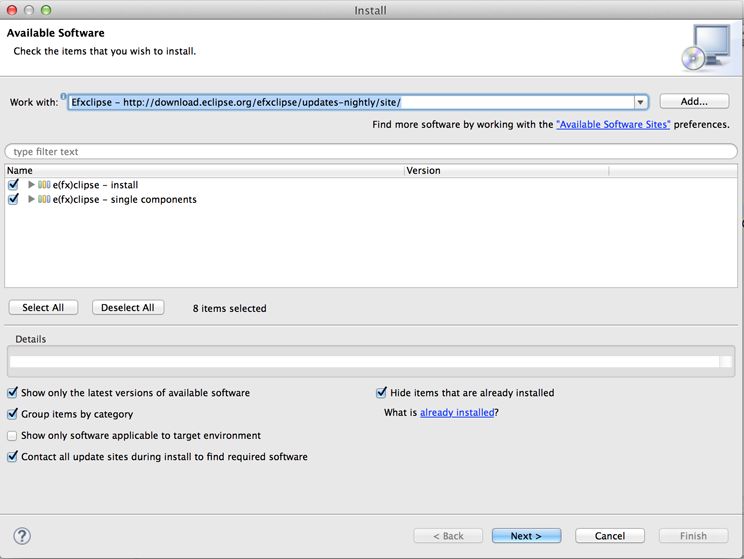 Install
Available Software
Check the items that you wish to install.
Work with: Efxclipse - http://download.eclipse.org/efxclipse/updates-nightly/site/ Add...
Find more software by working with the "Available Software Sites" preferences.
type filter text
Name Version
e(fx)clipse - install
e(fx)clipse - single components
Select All Deselect All 8 items selected
Details
Show only the latest versions of available software Hide items that are already installed
Group items by category What is already installed?
Show only software applicable to target environment
Contact all update sites during install to find required software
? < Back Next > Cancel Finish